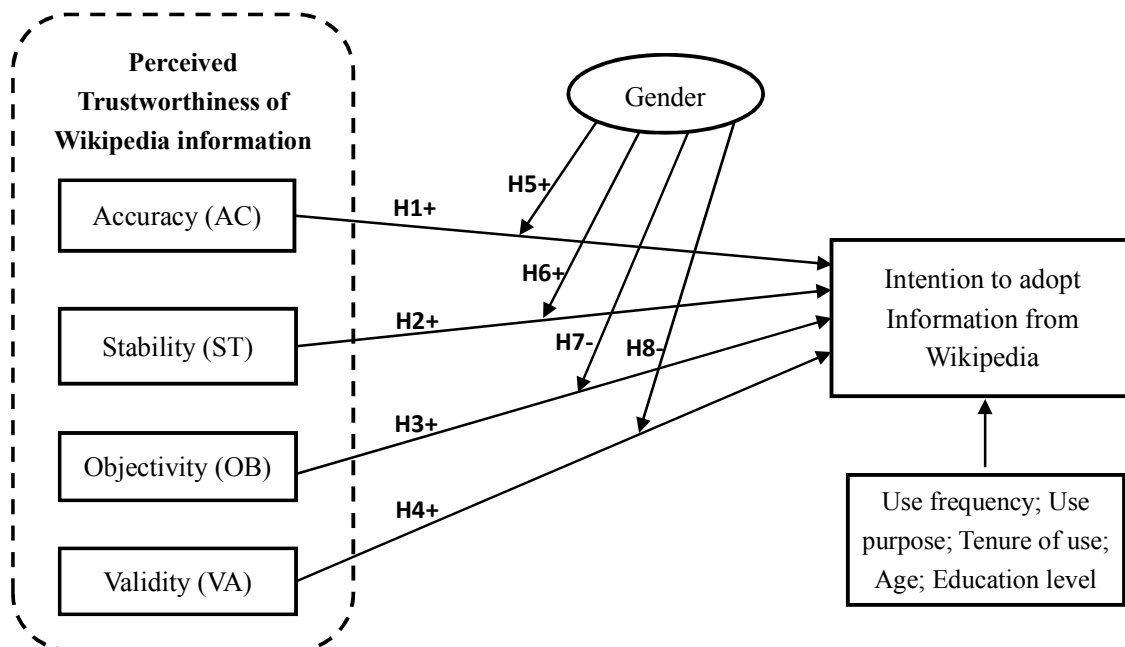 Perceived
Trustworthiness of
Wikipedia information
Gender
Accuracy (AC)
H1+
H5+
Stability (ST)
H2+
H6+
H7-
H8-
Objectivity (OB)
H3+
Validity (VA)
H4+
Intention to adopt
Information from
Wikipedia
Use frequency; Use
purpose; Tenure of use;
Age; Education level